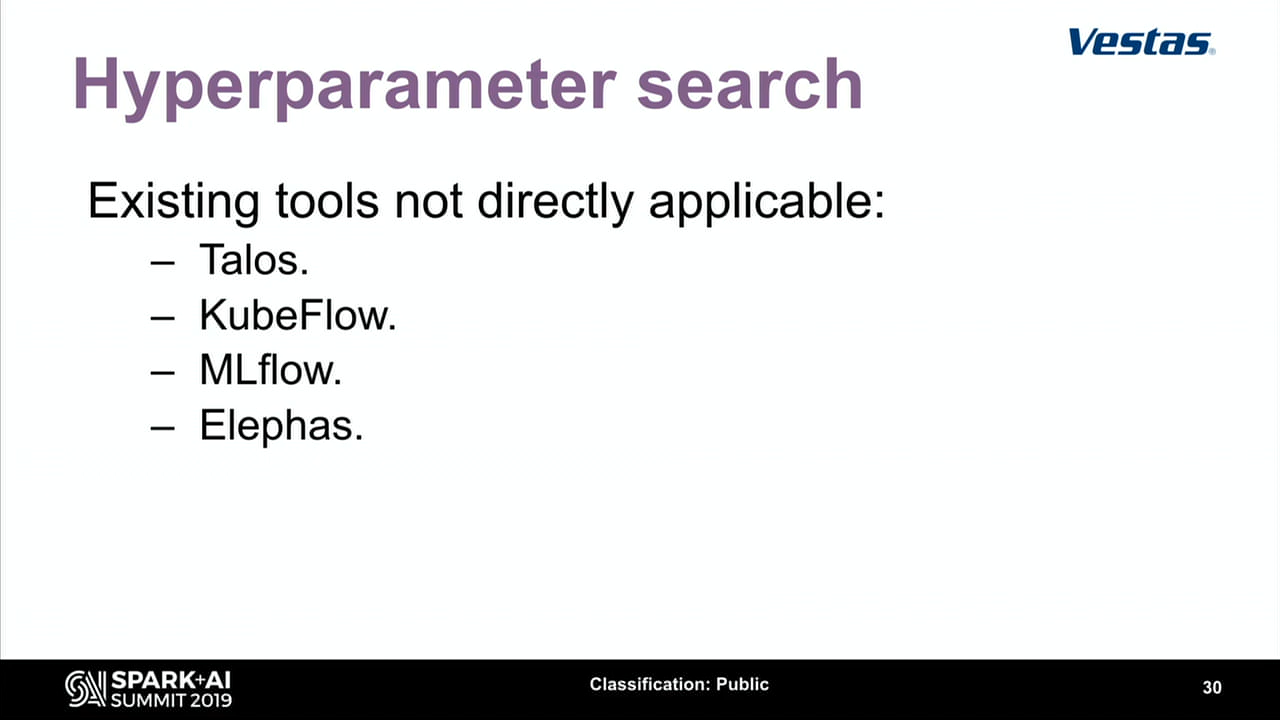 Vestas
Hyperparameter search
Existing tools not directly applicable:
– Talos.
– KubeFlow.
– MLflow.
– Elephas.
SPARK+AI
SUMMIT 2019
Classification: Public
30